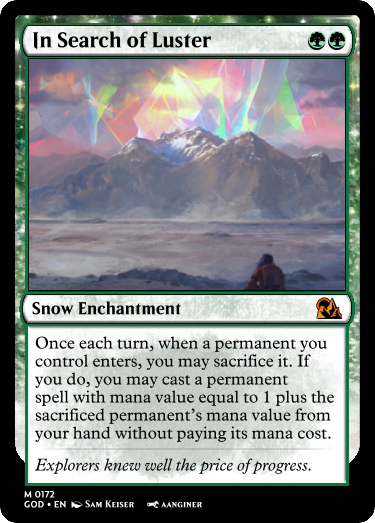 In Search of Luster
Snow Enchantment
Once each turn, when a permanent you
control enters, you may sacrifice it. If
you do, you may cast a permanent
spell with mana value equal to 1 plus the
sacrificed permanent's mana value from
your hand without paying its mana cost.
Explorers knew well the price of progress.
M 0172
GOD • EN Sam Keiser aanginer